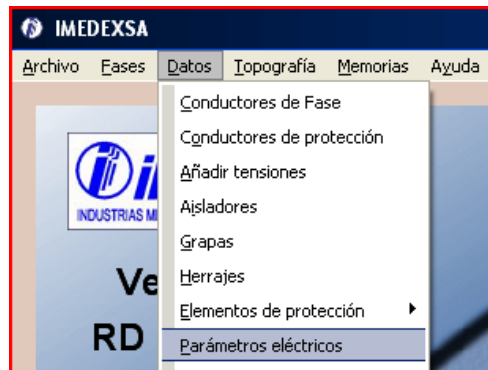 IMEDEXSA
Archivo Fases Datos Topografía Memorias Ayuda
Conductores de Fase
Conductores de protección
Añadir tensiones
Aisladores
Grapas
Herrajes
Elementos de protección
Parámetros eléctricos
INDUSTRIAS
Ve
RD